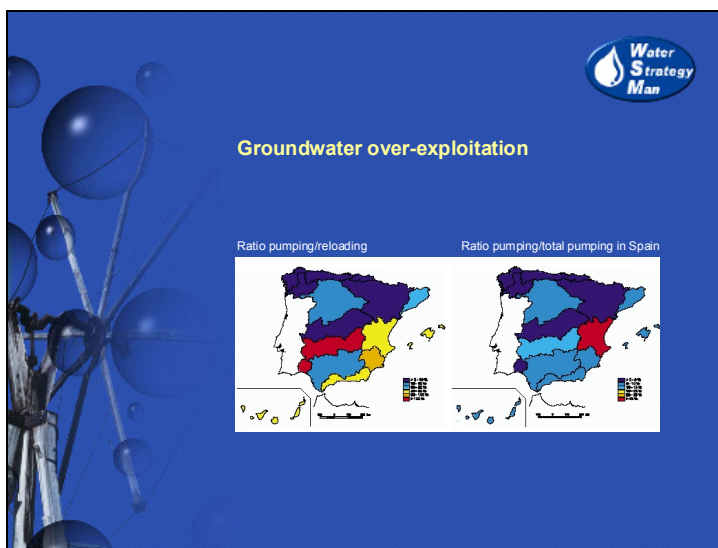 Water
Strategy
Man
Groundwater over-exploitation
Ratio pumping/reloading
Ratio pumping/total pumping in Spain